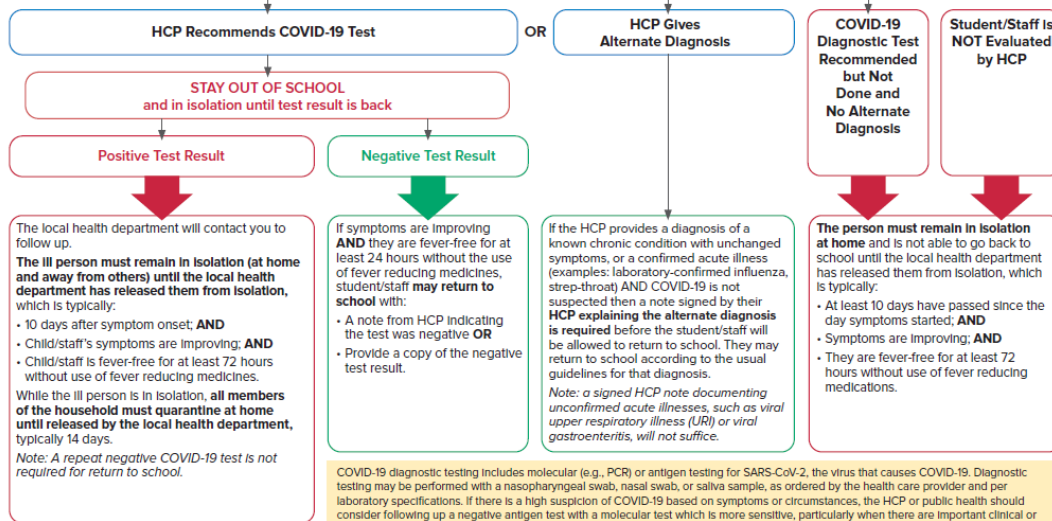 HCP Recommends COVID-19 Test
OR
HCP Gives
Alternate Diagnosis
COVID-19
Diagnostic Test
Recommended
but Not
Done and
No Alternate
Diagnosis
Student/Staff is
NOT Evaluated
by HCP
STAY OUT OF SCHOOL
and in isolation until test result is back
Positive Test Result
Negative Test Result
The local health department will contact you to
follow up.
The ill person must remain in isolation (at home
and away from others) until the local health
department has released them from isolation,
which is typically:
• 10 days after symptom onset; AND
• Child/staff's symptoms are improving; AND
• Child/staff is fever-free for at least 72 hours
without use of fever reducing medicines.
While the ill person is in isolation, all members
of the household must quarantine at home
until released by the local health department,
typically 14 days.
Note: A repeat negative COVID-19 test is not
required for return to school.
If symptoms are improving
AND they are fever-free for at
least 24 hours without the use
of fever reducing medicines,
student/staff may return to
school with:
• A note from HCP indicating
the test was negative OR
• Provide a copy of the negative
test result.
If the HCP provides a diagnosis of a
known chronic condition with unchanged
symptoms, or a confirmed acute illness
(examples: laboratory-confirmed influenza,
strep-throat) AND COVID-19 is not
suspected then a note signed by their
HCP explaining the alternate diagnosis
is required before the student/staff will
be allowed to return to school. They may
return to school according to the usual
guidelines for that diagnosis.
Note: a signed HCP note documenting
unconfirmed acute illnesses, such as viral
upper respiratory illness (URI) or viral
gastroenteritis, will not suffice.
The person must remain in isolation
at home and is not able to go back to
school until the local health department
has released them from isolation, which
is typically:
• At least 10 days have passed since the
day symptoms started; AND
• Symptoms are improving; AND
• They are fever-free for at least 72
hours without use of fever reducing
medications.
COVID-19 diagnostic testing includes molecular (e.g., PCR) or antigen testing for SARS-CoV-2, the virus that causes COVID-19. Diagnostic
testing may be performed with a nasopharyngeal swab, nasal swab, or saliva sample, as ordered by the health care provider and per
laboratory specifications. If there is a high suspicion of COVID-19 based on symptoms or circumstances, the HCP or public health should
consider following up a negative antigen test with a molecular test which is more sensitive, particularly when there are important clinical or